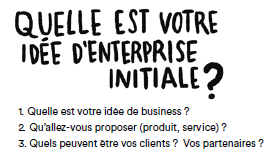 QUELLE EST VOTRE
IDÉE D'ENTERPRISE
INITIALE?
1. Quelle est votre idée de business ?
2. Qu'allez-vous proposer (produit, service) ?
3. Quels peuvent être vos clients ? Vos partenaires ?